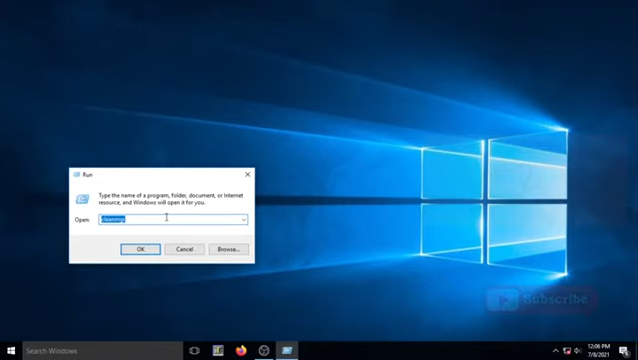 Run
Type the name of a program, folder, document, or Internet
resource, and Windows will open it for you.
Open:
cleanmgr
OK
Cancel
Browse...
Subscribe
Search Windows
12:06 PM
7/8/2021